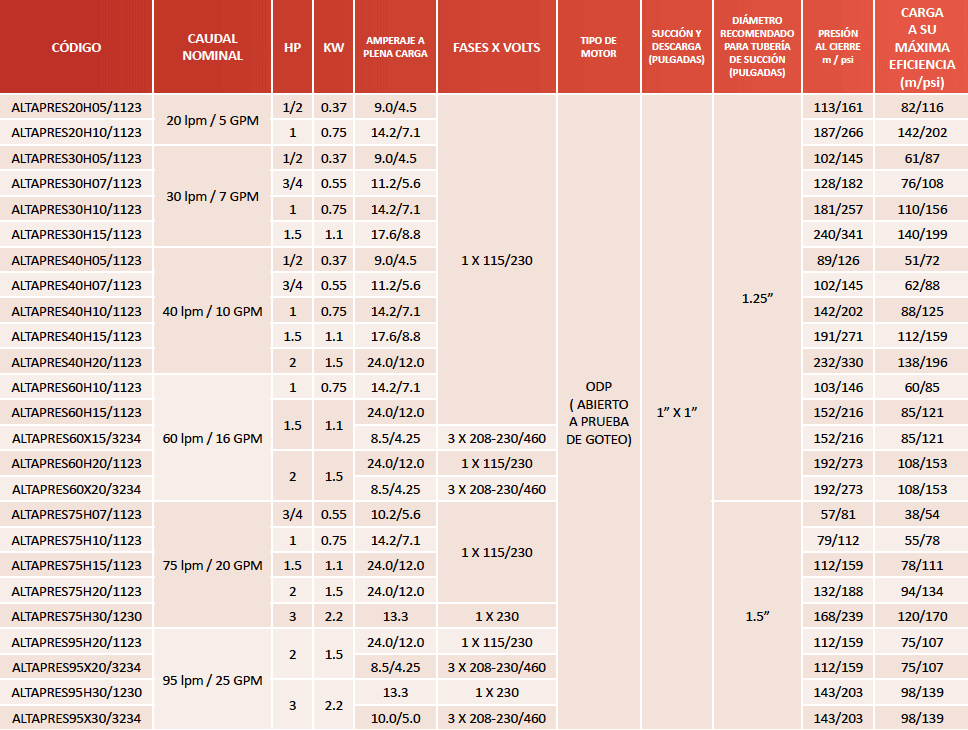 CÓDIGO | CAUDAL NOMINAL | HP | KW | AMPERAJE A PLENA CARGA | FASES X VOLTS | TIPO DE MOTOR | SUCCIÓN Y DESCARGA (PULGADAS) | DIÁMETRO RECOMENDADO PARA TUBERÍA DE SUCCIÓN (PULGADAS) | PRESIÓN AL CIERRE m / psi | CARGA A SU MÁXIMA EFICIENCIA (m/psi)
ALTAPRES20H05/1123 | 20 lpm / 5 GPM | 1/2 | 0.37 | 9.0/4.5 | 1 X 115/230 | ODP ( ABIERTO A PRUEBA DE GOTEO) | 1” X 1” | 1.25” | 113/161 | 82/116
ALTAPRES20H10/1123 | 1 | 0.75 | 14.2/7.1 | 187/266 | 142/202
ALTAPRES30H05/1123 | 30 lpm / 7 GPM | 1/2 | 0.37 | 9.0/4.5 | 102/145 | 61/87
ALTAPRES30H07/1123 | 3/4 | 0.55 | 11.2/5.6 | 128/182 | 76/108
ALTAPRES30H10/1123 | 1 | 0.75 | 14.2/7.1 | 181/257 | 110/156
ALTAPRES30H15/1123 | 1.5 | 1.1 | 17.6/8.8 | 240/341 | 140/199
ALTAPRES40H05/1123 | 40 lpm / 10 GPM | 1/2 | 0.37 | 9.0/4.5 | 89/126 | 51/72
ALTAPRES40H07/1123 | 3/4 | 0.55 | 11.2/5.6 | 102/145 | 62/88
ALTAPRES40H10/1123 | 1 | 0.75 | 14.2/7.1 | 142/202 | 88/125
ALTAPRES40H15/1123 | 1.5 | 1.1 | 17.6/8.8 | 191/271 | 112/159
ALTAPRES40H20/1123 | 2 | 1.5 | 24.0/12.0 | 232/330 | 138/196
ALTAPRES60H10/1123 | 60 lpm / 16 GPM | 1 | 0.75 | 14.2/7.1 | 103/146 | 60/85
ALTAPRES60H15/1123 | 1.5 | 1.1 | 24.0/12.0 | 152/216 | 85/121
ALTAPRES60X15/3234 | 8.5/4.25 | 3 X 208-230/460 | 152/216 | 85/121
ALTAPRES60H20/1123 | 2 | 1.5 | 24.0/12.0 | 1 X 115/230 | 192/273 | 108/153
ALTAPRES60X20/3234 | 8.5/4.25 | 3 X 208-230/460 | 192/273 | 108/153
ALTAPRES75H07/1123 | 75 lpm / 20 GPM | 3/4 | 0.55 | 10.2/5.6 | 1 X 115/230 | 1.5” | 57/81 | 38/54
ALTAPRES75H10/1123 | 1 | 0.75 | 14.2/7.1 | 79/112 | 55/78
ALTAPRES75H15/1123 | 1.5 | 1.1 | 24.0/12.0 | 112/159 | 78/111
ALTAPRES75H20/1123 | 2 | 1.5 | 24.0/12.0 | 132/188 | 94/134
ALTAPRES75H30/1230 | 3 | 2.2 | 13.3 | 1 X 230 | 168/239 | 120/170
ALTAPRES95H20/1123 | 95 lpm / 25 GPM | 2 | 1.5 | 24.0/12.0 | 1 X 115/230 | 112/159 | 75/107
ALTAPRES95X20/3234 | 8.5/4.25 | 3 X 208-230/460 | 112/159 | 75/107
ALTAPRES95H30/1230 | 3 | 2.2 | 13.3 | 1 X 230 | 143/203 | 98/139
ALTAPRES95X30/3234 | 10.0/5.0 | 3 X 208-230/460 | 143/203 | 98/139